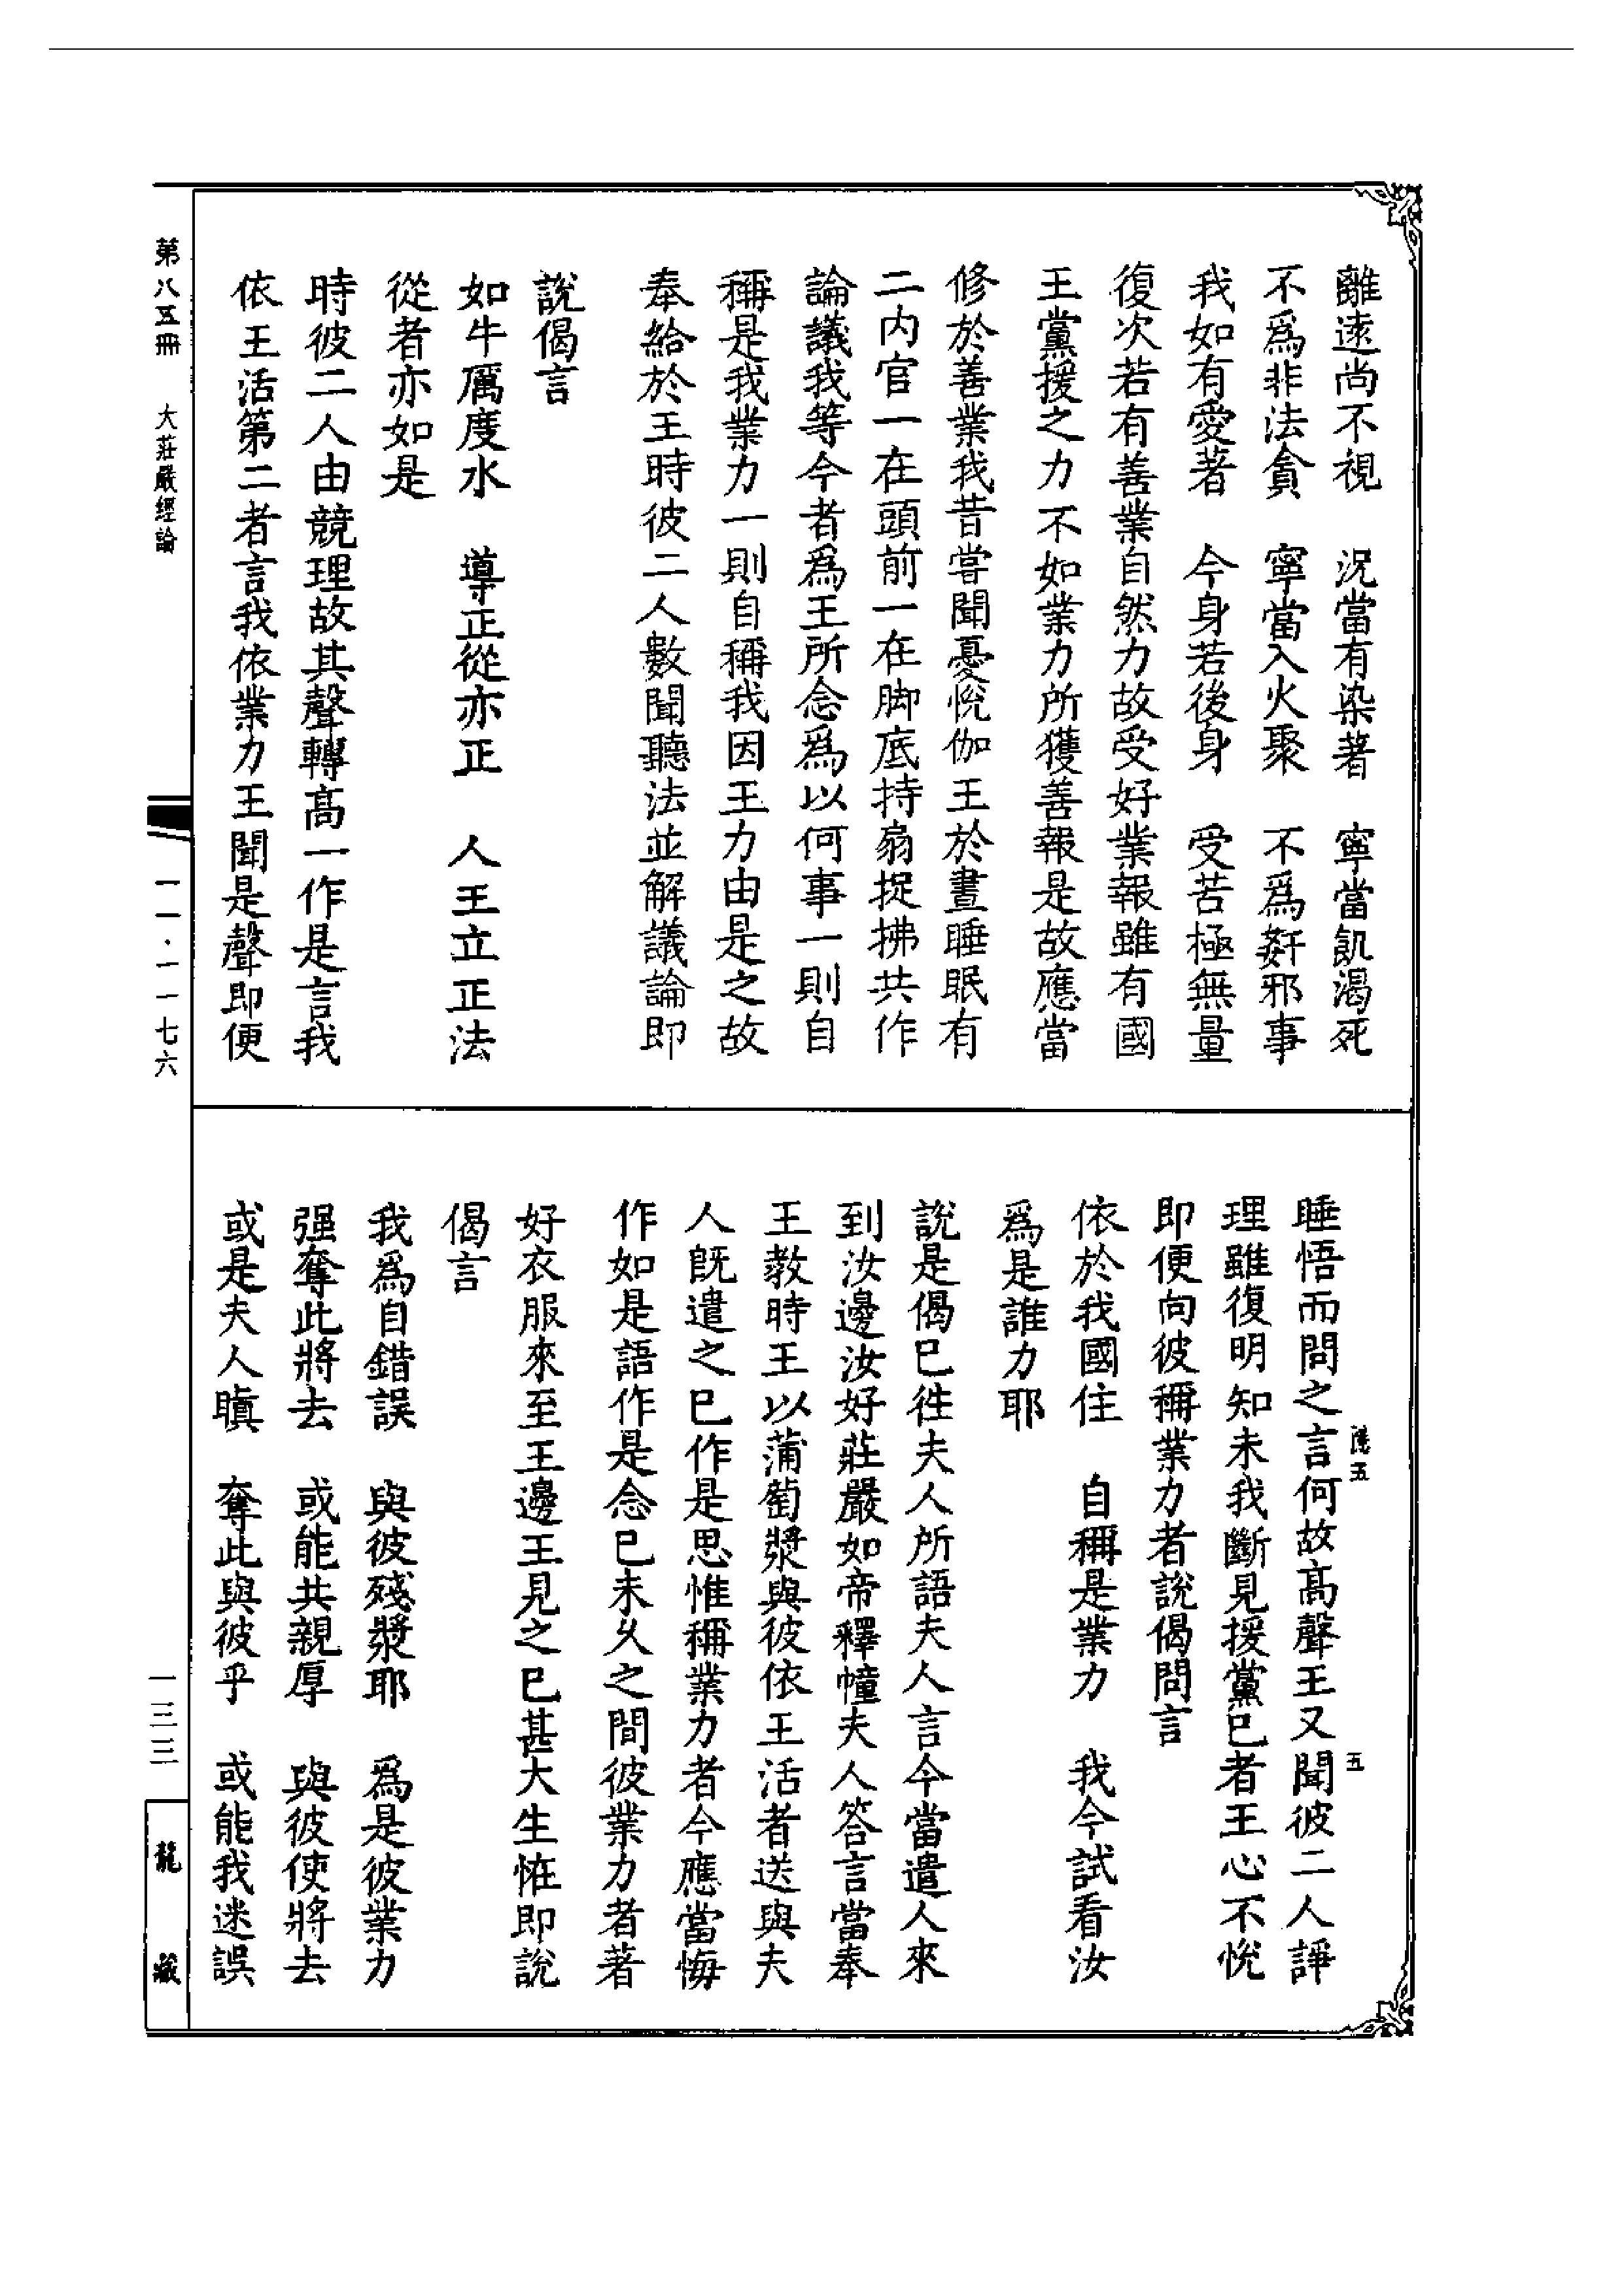 離逺尚不視　況當有染著　寧當飢渴死
不爲非法貪　寧當入火聚　不爲姧邪事
我如有愛著　今身若後身　受苦極無量
復次若有善業自然力故受好業報雖有國
王黨援之力不如業力所獲善報是故應當
修於善業我昔嘗聞憂悅伽王於晝睡眠有
二内官一在頭前一在脚底持扇捉拂共作
論議我等今者爲王所念爲以何事一則自
稱是我業力一則自稱我因王力由是之故
奉給於王時彼二人數聞聽法並解議論即
說偈言
如牛厲度水　導正從亦正　人王立正法
從者亦如是
時彼二人由競理故其聲轉高一作是言我
依王活第二者言我依業力王聞是聲即便
睡悟而問之言何故高聲王又聞彼二人諍
理雖復明知未我斷見援黨已者王心不悅
即便向彼稱業力者說偈問言
依於我國住　自稱是業力　我今試看汝
爲是誰力耶
說是偈已徃夫人所語夫人言今當遣人來
到汝邊汝好莊嚴如帝釋幢夫人答言當奉
王教時王以蒲萄漿與彼依王活者送與夫
人旣遣之已作是思惟稱業力者今應當悔
作如是語作是念已未久之間彼業力者著
好衣服來至王邊王見之已甚大生恠即說
偈言
我爲自錯誤　與彼殘漿耶　爲是彼業力
强奪此將去　或能共親厚　與彼使將去
或是夫人瞋　奪此與彼乎　或能我迷誤
五
第八五冊　大莊嚴經論
一一·一一七六
一三三
龍藏